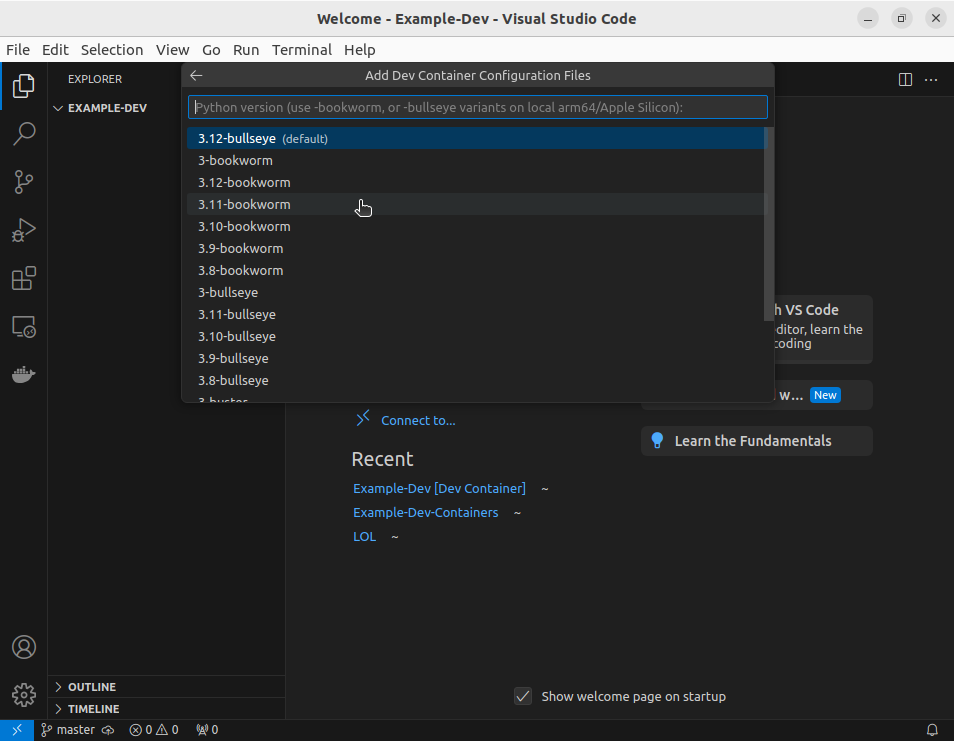 Welcome - Example-Dev - Visual Studio Code
File Edit Selection View Go Run Terminal Help
EXPLORER
EXAMPLE-DEV
Add Dev Container Configuration Files
Python version (use -bookworm, or -bullseye variants on local arm64/Apple Silicon):
3.12-bullseye (default)
3-bookworm
3.12-bookworm
3.11-bookworm
3.10-bookworm
3.9-bookworm
3.8-bookworm
3-bullseye
3.11-bullseye
3.10-bullseye
3.9-bullseye
3.8-bullseye
3-buster
VS Code
learn the
coding
w... New
Learn the Fundamentals
Connect to...
Recent
Example-Dev [Dev Container] ~
Example-Dev-Containers ~
LOL ~
OUTLINE
TIMELINE
Show welcome page on startup
master 0 0 0